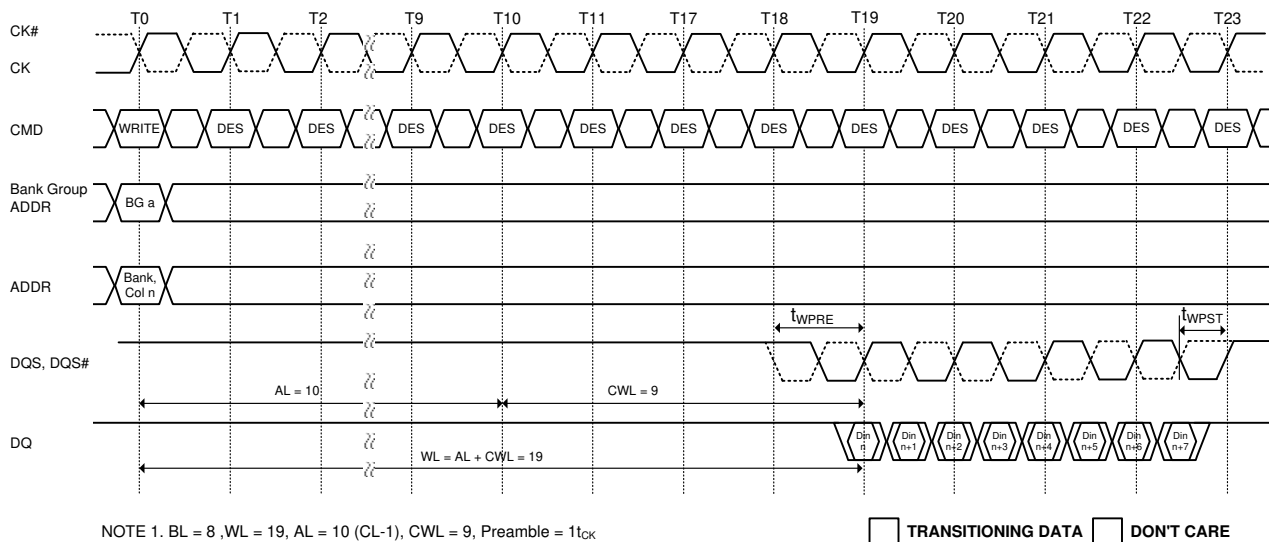 T0 T1 T2 T9 T10 T11 T17 T18 T19 T20 T21 T22 T23
CK#
CK
CMD
WRITE DES DES DES DES DES DES DES DES DES DES DES DES
Bank Group
ADDR
BG a
ADDR
Bank,
Col n
tWPRE
tWPST
DQS, DQS#
AL = 10
CWL = 9
DQ
Din
n
Din
n+1
Din
n+2
Din
n+3
Din
n+4
Din
n+5
Din
n+6
Din
n+7
WL = AL + CWL = 19
NOTE 1. BL = 8 ,WL = 19, AL = 10 (CL-1), CWL = 9, Preamble = 1tCK
TRANSITIONING DATA
DON'T CARE